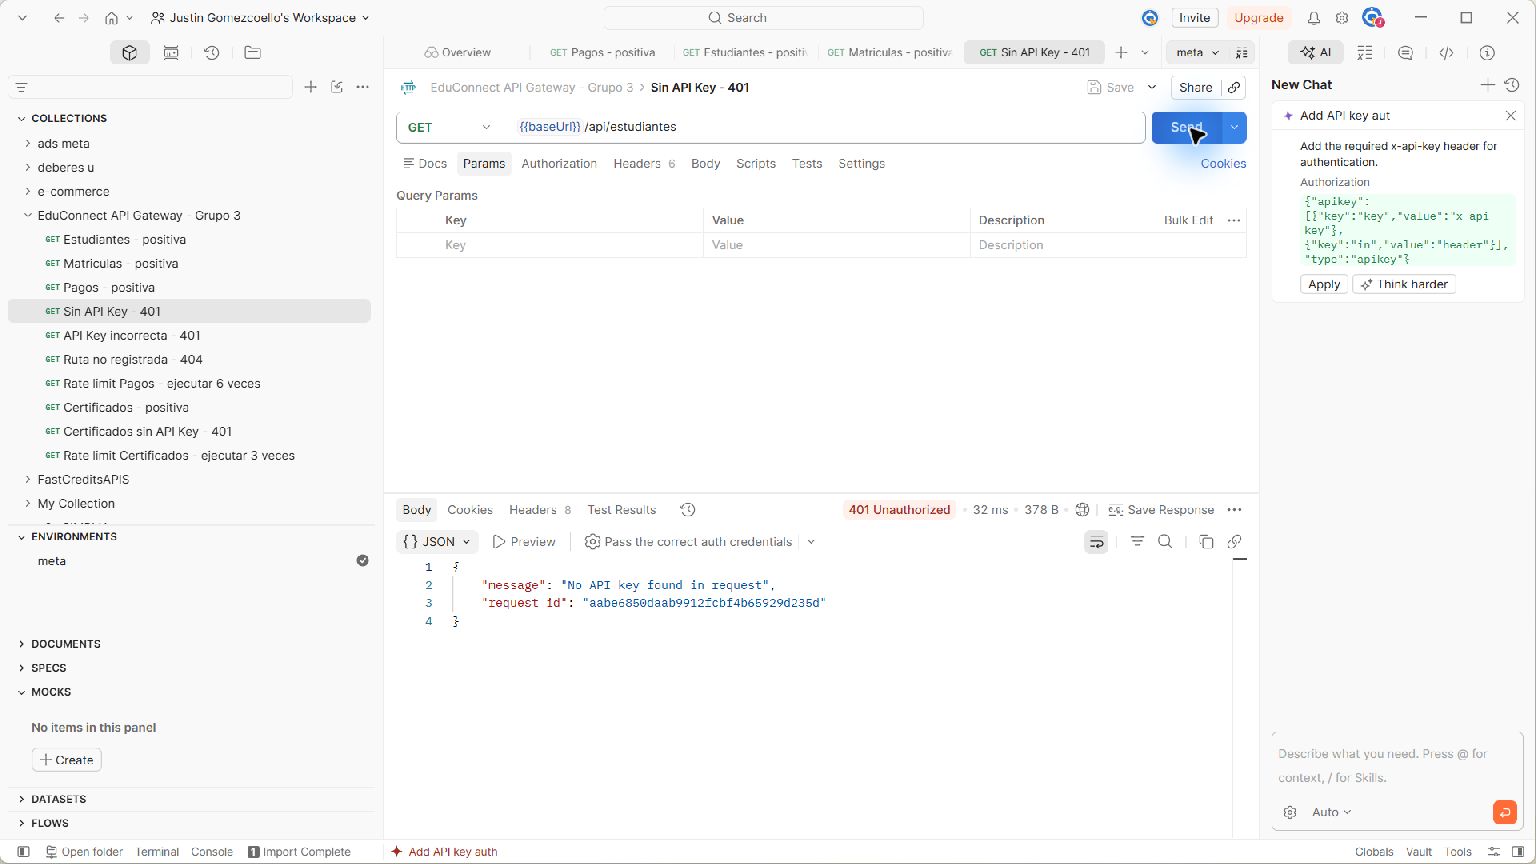 Justin Gomezcoello's Workspace
Search
Invite
Upgrade
Overview
GET Pagos - positiva
GET Estudiantes - positiv
GET Matriculas - positiva
GET Sin API Key - 401
meta
AI
COLLECTIONS
ads meta
deberes u
e-commerce
EduConnect API Gateway - Grupo 3
GET Estudiantes - positiva
GET Matriculas - positiva
GET Pagos - positiva
GET Sin API Key - 401
GET API Key incorrecta - 401
GET Ruta no registrada - 404
GET Rate limit Pagos - ejecutar 6 veces
GET Certificados - positiva
GET Certificados sin API Key - 401
GET Rate limit Certificados - ejecutar 3 veces
FastCreditsAPIS
My Collection
ENVIRONMENTS
meta
DOCUMENTS
SPECS
MOCKS
No items in this panel
Create
DATASETS
FLOWS
HTTP EduConnect API Gateway - Grupo 3 > Sin API Key - 401
Save
Share
GET
{{baseUrl}} /api/estudiantes
Send
Docs Params Authorization Headers 6 Body Scripts Tests Settings
Cookies
Query Params
Key Value Description Bulk Edit
Key Value Description
Body Cookies Headers 8 Test Results
401 Unauthorized • 32 ms • 378 B
e.g. Save Response
{ } JSON
Preview
Pass the correct auth credentials
1 {
2 "message": "No API key found in request",
3 "request_id": "aabe6850daab9912fcbf4b65929d235d"
4 }
New Chat
Add API key aut
Add the required x-api-key header for
authentication.
Authorization
{"apikey":
[{"key":"key","value":"x-api-
key"},
{"key":"in","value":"header"}],
"type":"apikey"}
Apply
Think harder
Describe what you need. Press @ for
context, / for Skills.
Auto
Open folder Terminal Console 1 Import Complete
Add API key auth
Globals Vault Tools